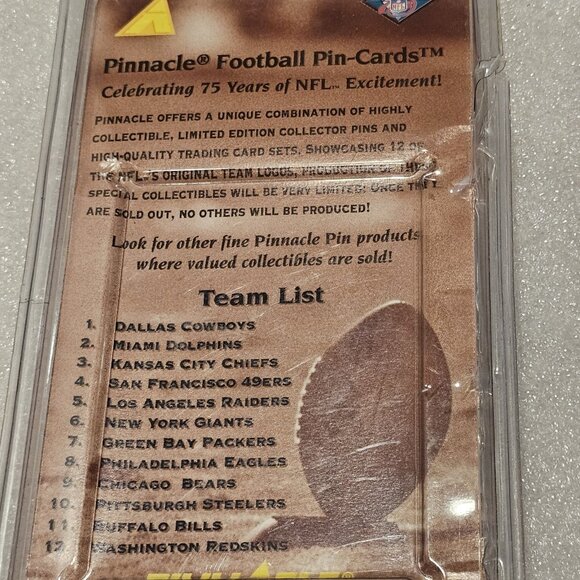 Pinnacle® Football Pin-Cards™
Celebrating 75 Years of NFL™ Excitement!
PINNACLE OFFERS A UNIQUE COMBINATION OF HIGHLY
COLLECTIBLE, LIMITED EDITION COLLECTOR PINS AND
HIGH-QUALITY TRADING CARD SETS. SHOWCASING 12 OF
THE NFL'S ORIGINAL TEAM LOGOS, PRODUCTION OF THESE
SPECIAL COLLECTIBLES WILL BE VERY LIMITED! ONCE THEY
ARE SOLD OUT, NO OTHERS WILL BE PRODUCED!
Look for other fine Pinnacle Pin products
where valued collectibles are sold!
Team List
1. DALLAS COWBOYS
2. MIAMI DOLPHINS
3. KANSAS CITY CHIEFS
4. SAN FRANCISCO 49ERS
5. LOS ANGELES RAIDERS
6. NEW YORK GIANTS
7. GREEN BAY PACKERS
8. PHILADELPHIA EAGLES
9. CHICAGO BEARS
10. PITTSBURGH STEELERS
11. BUFFALO BILLS
12. WASHINGTON REDSKINS
PINNACLE®